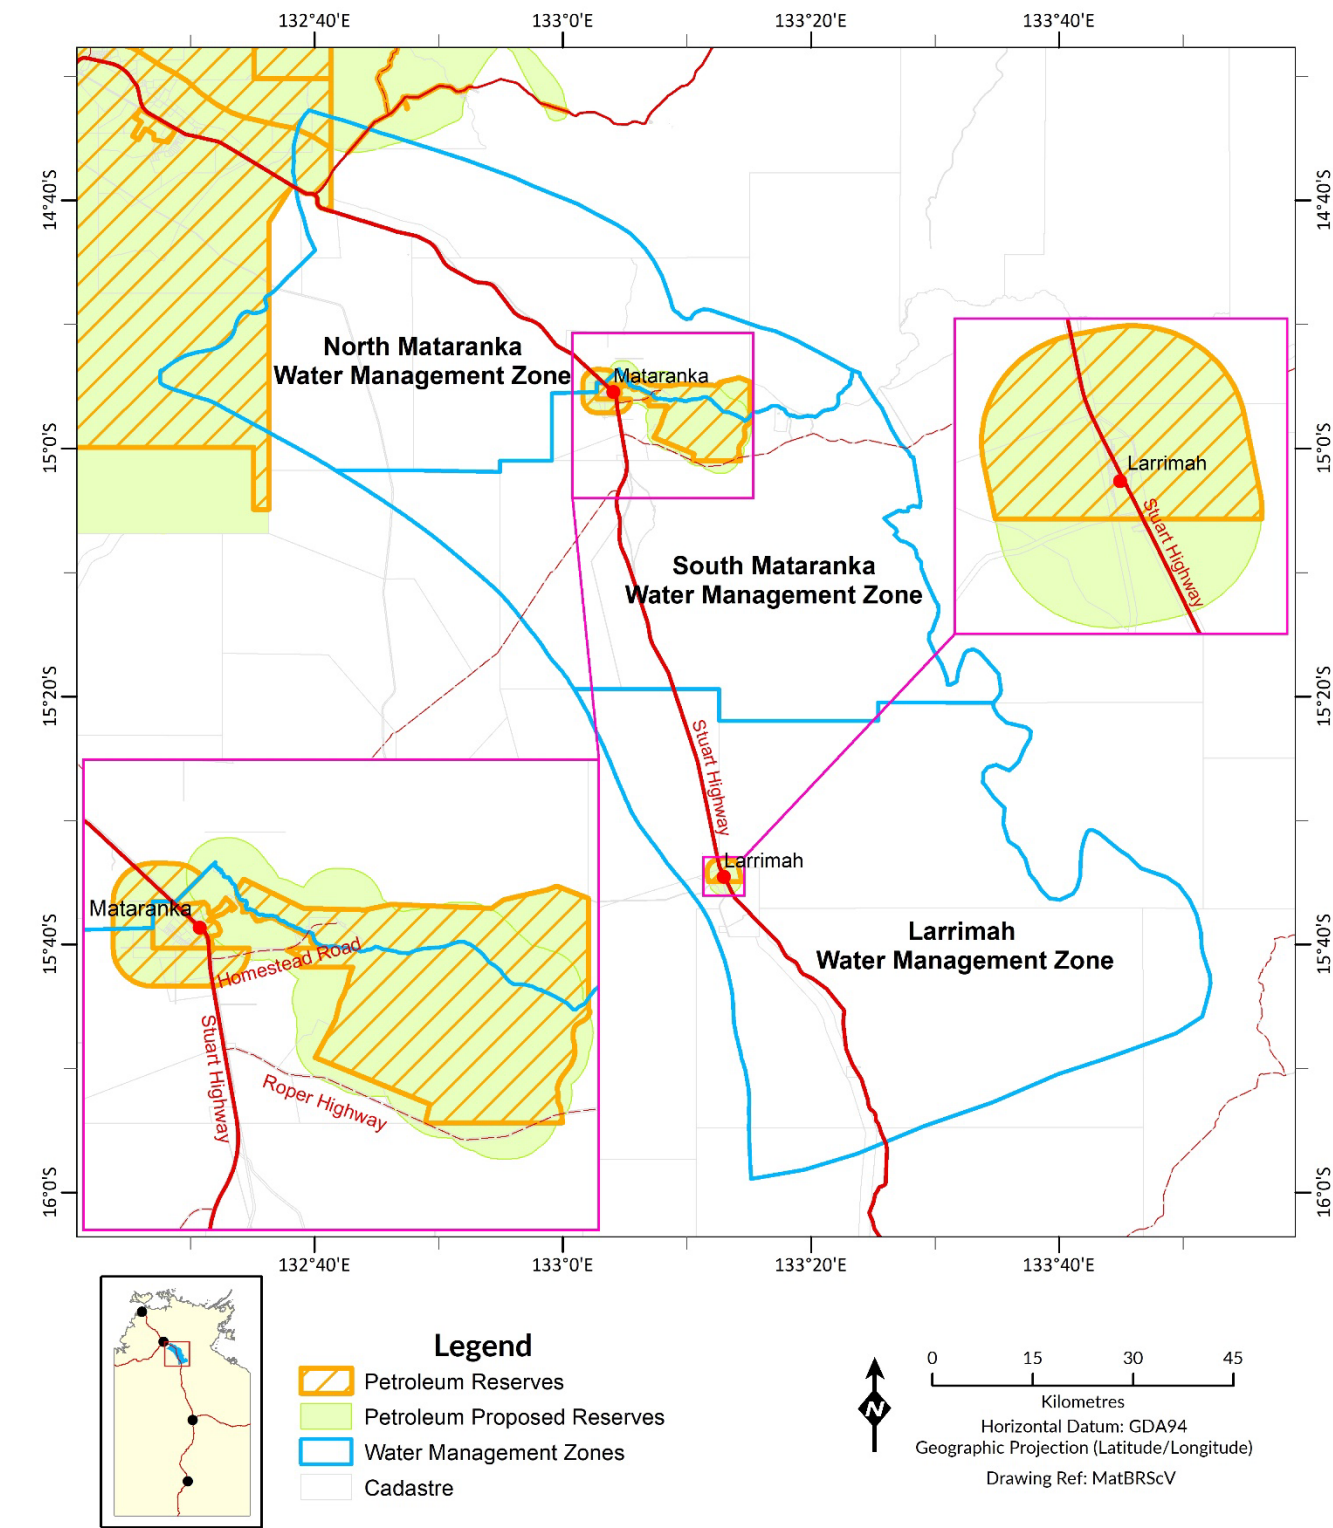 132°40'E
133°0'E
133°20'E
133°40'E
14°40'S
14°40'S
North Mataranka
Water Management Zone
Mataranka
15°0'S
15°0'S
Larrimah
Stuart Highway
South Mataranka
Water Management Zone
15°20'S
15°20'S
Stuart Highway
Larrimah
Mataranka
Homestead Road
Stuart Highway
Roper Highway
Larrimah
Water Management Zone
15°40'S
15°40'S
16°0'S
16°0'S
132°40'E
133°0'E
133°20'E
133°40'E
Legend
Petroleum Reserves
Petroleum Proposed Reserves
Water Management Zones
Cadastre
N
0 15 30 45
Kilometres
Horizontal Datum: GDA94
Geographic Projection (Latitude/Longitude)
Drawing Ref: MatBRScV